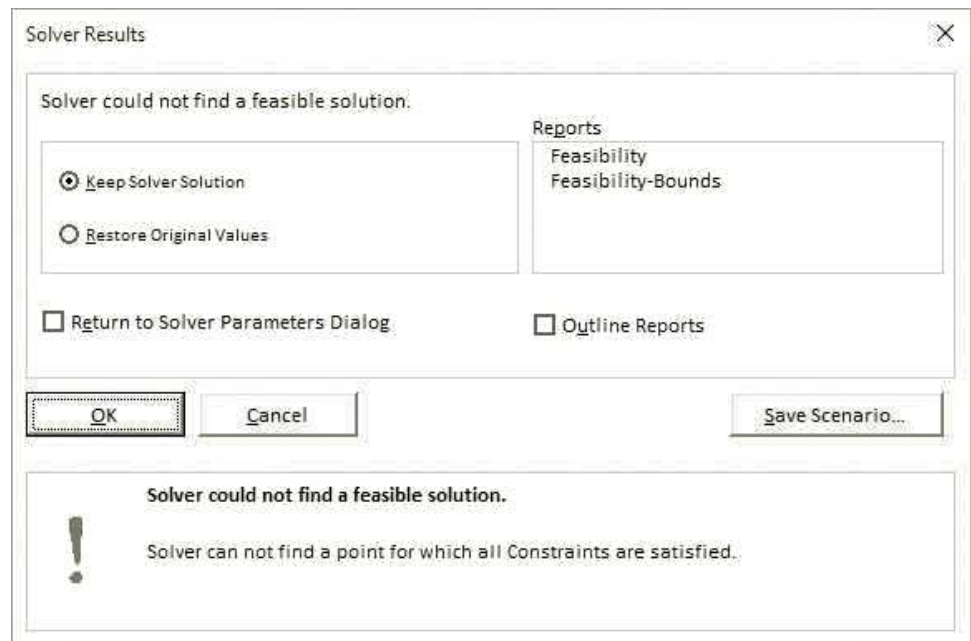 Solver Results
Solver could not find a feasible solution.
Reports
Keep Solver Solution
Restore Original Values
Feasibility
Feasibility-Bounds
Return to Solver Parameters Dialog
Outline Reports
OK
Cancel
Save Scenario...
Solver could not find a feasible solution.
Solver can not find a point for which all Constraints are satisfied.